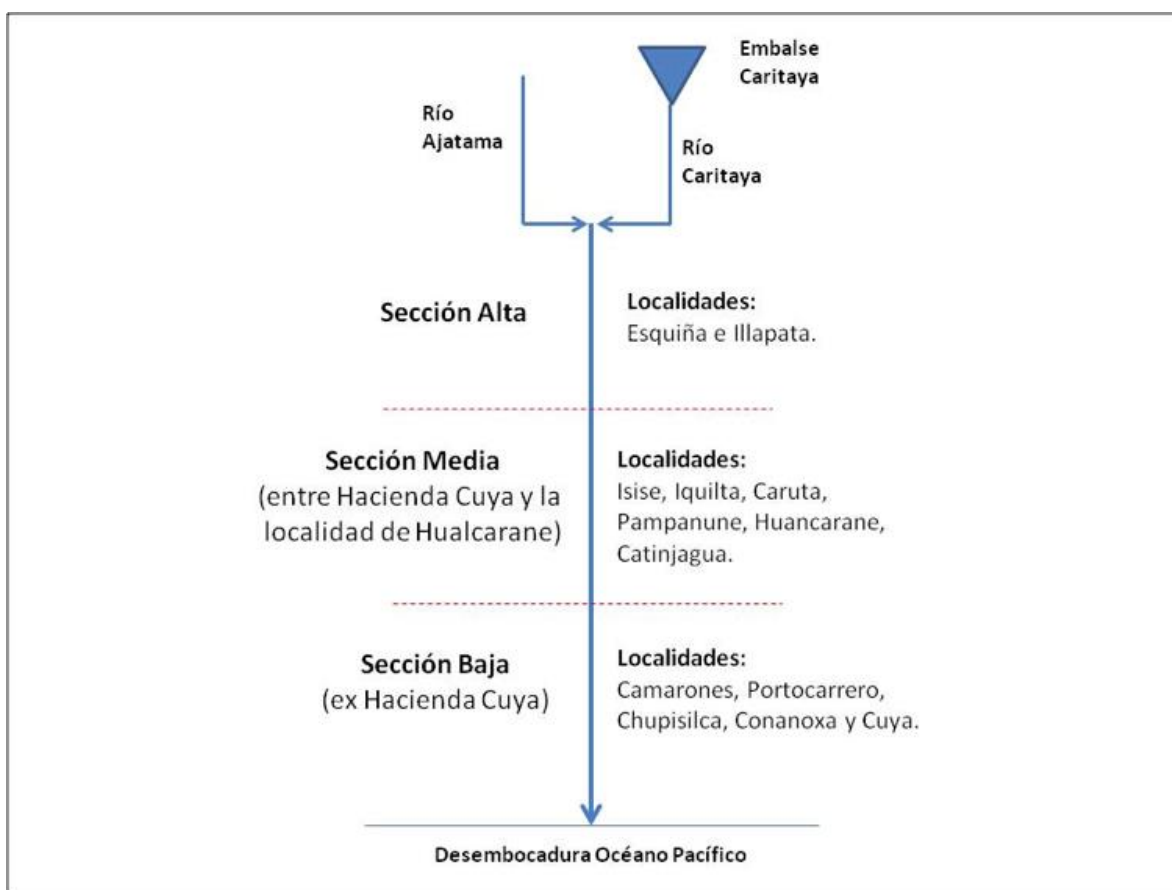 Embalse
Caritaya
Río
Ajatama
Río
Caritaya
Sección Alta
Localidades:
Esquiña e Illapata.
Sección Media
(entre Hacienda Cuya y la
localidad de Hualcarane)
Localidades:
Isise, Iquilta, Caruta,
Pampanune, Huancarane,
Catinjagua.
Sección Baja
(ex Hacienda Cuya)
Localidades:
Camarones, Portocarrero,
Chupisilca, Conanoxa y Cuya.
Desembocadura Océano Pacífico